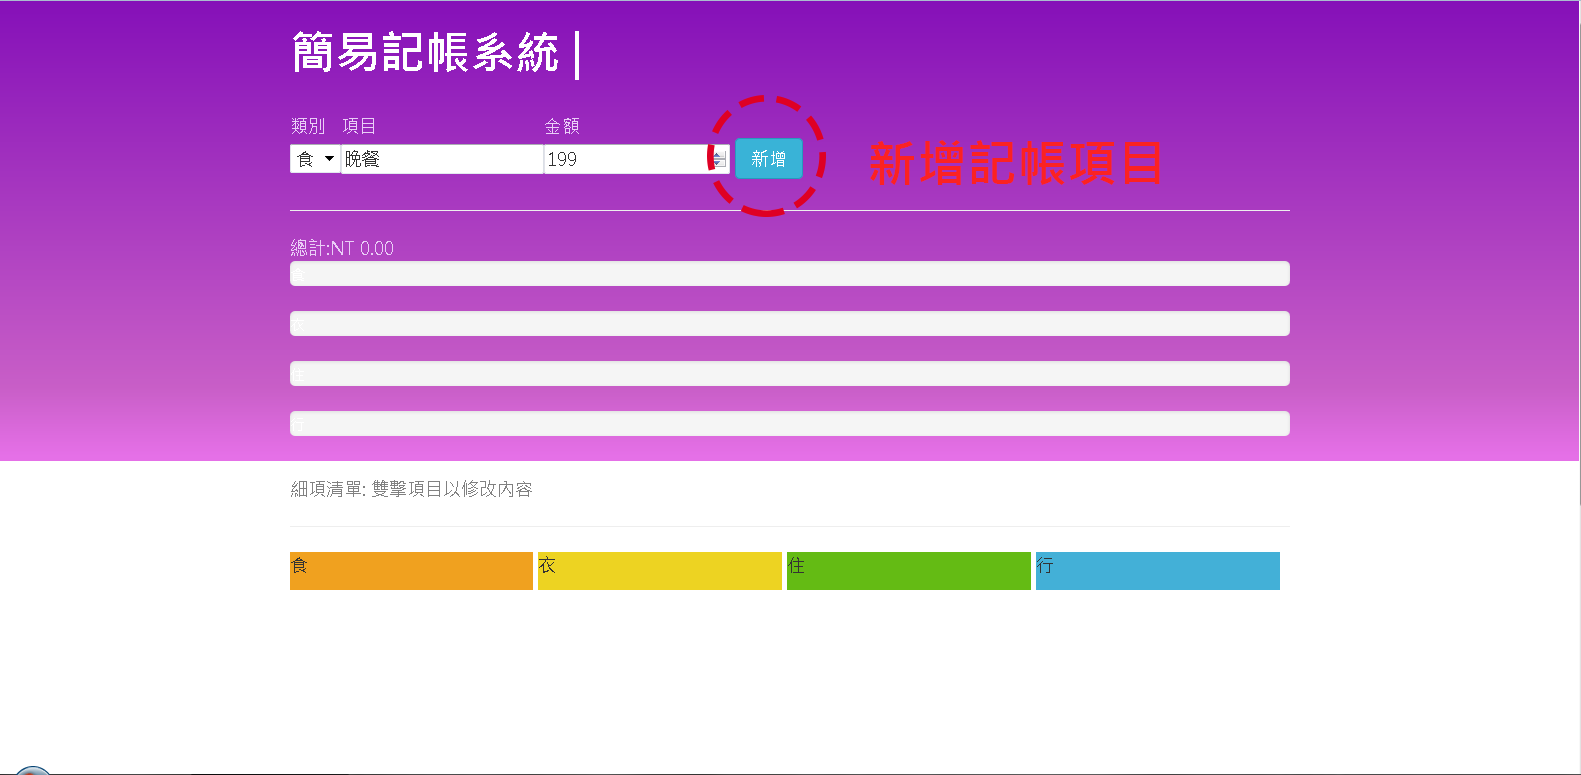 簡易記帳系統 |
類別 項目 金額
食 晚餐 199 新增 新增記帳項目
總計:NT 0.00
住
行
細項清單: 雙擊項目以修改內容
食 衣 住 行